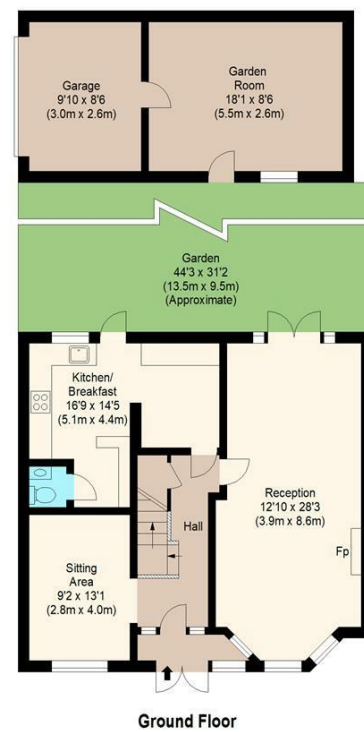 Garage
9'10 x 8'6
(3.0m x 2.6m)
Garden
Room
18'1 x 8'6
(5.5m x 2.6m)
Garden
44'3 x 31'2
(13.5m x 9.5m)
(Approximate)
Kitchen/
Breakfast
16'9 x 14'5
(5.1m x 4.4m)
Hall
Reception
12'10 x 28'3
(3.9m x 8.6m)
Fp
Sitting
Area
9'2 x 13'1
(2.8m x 4.0m)
Ground Floor